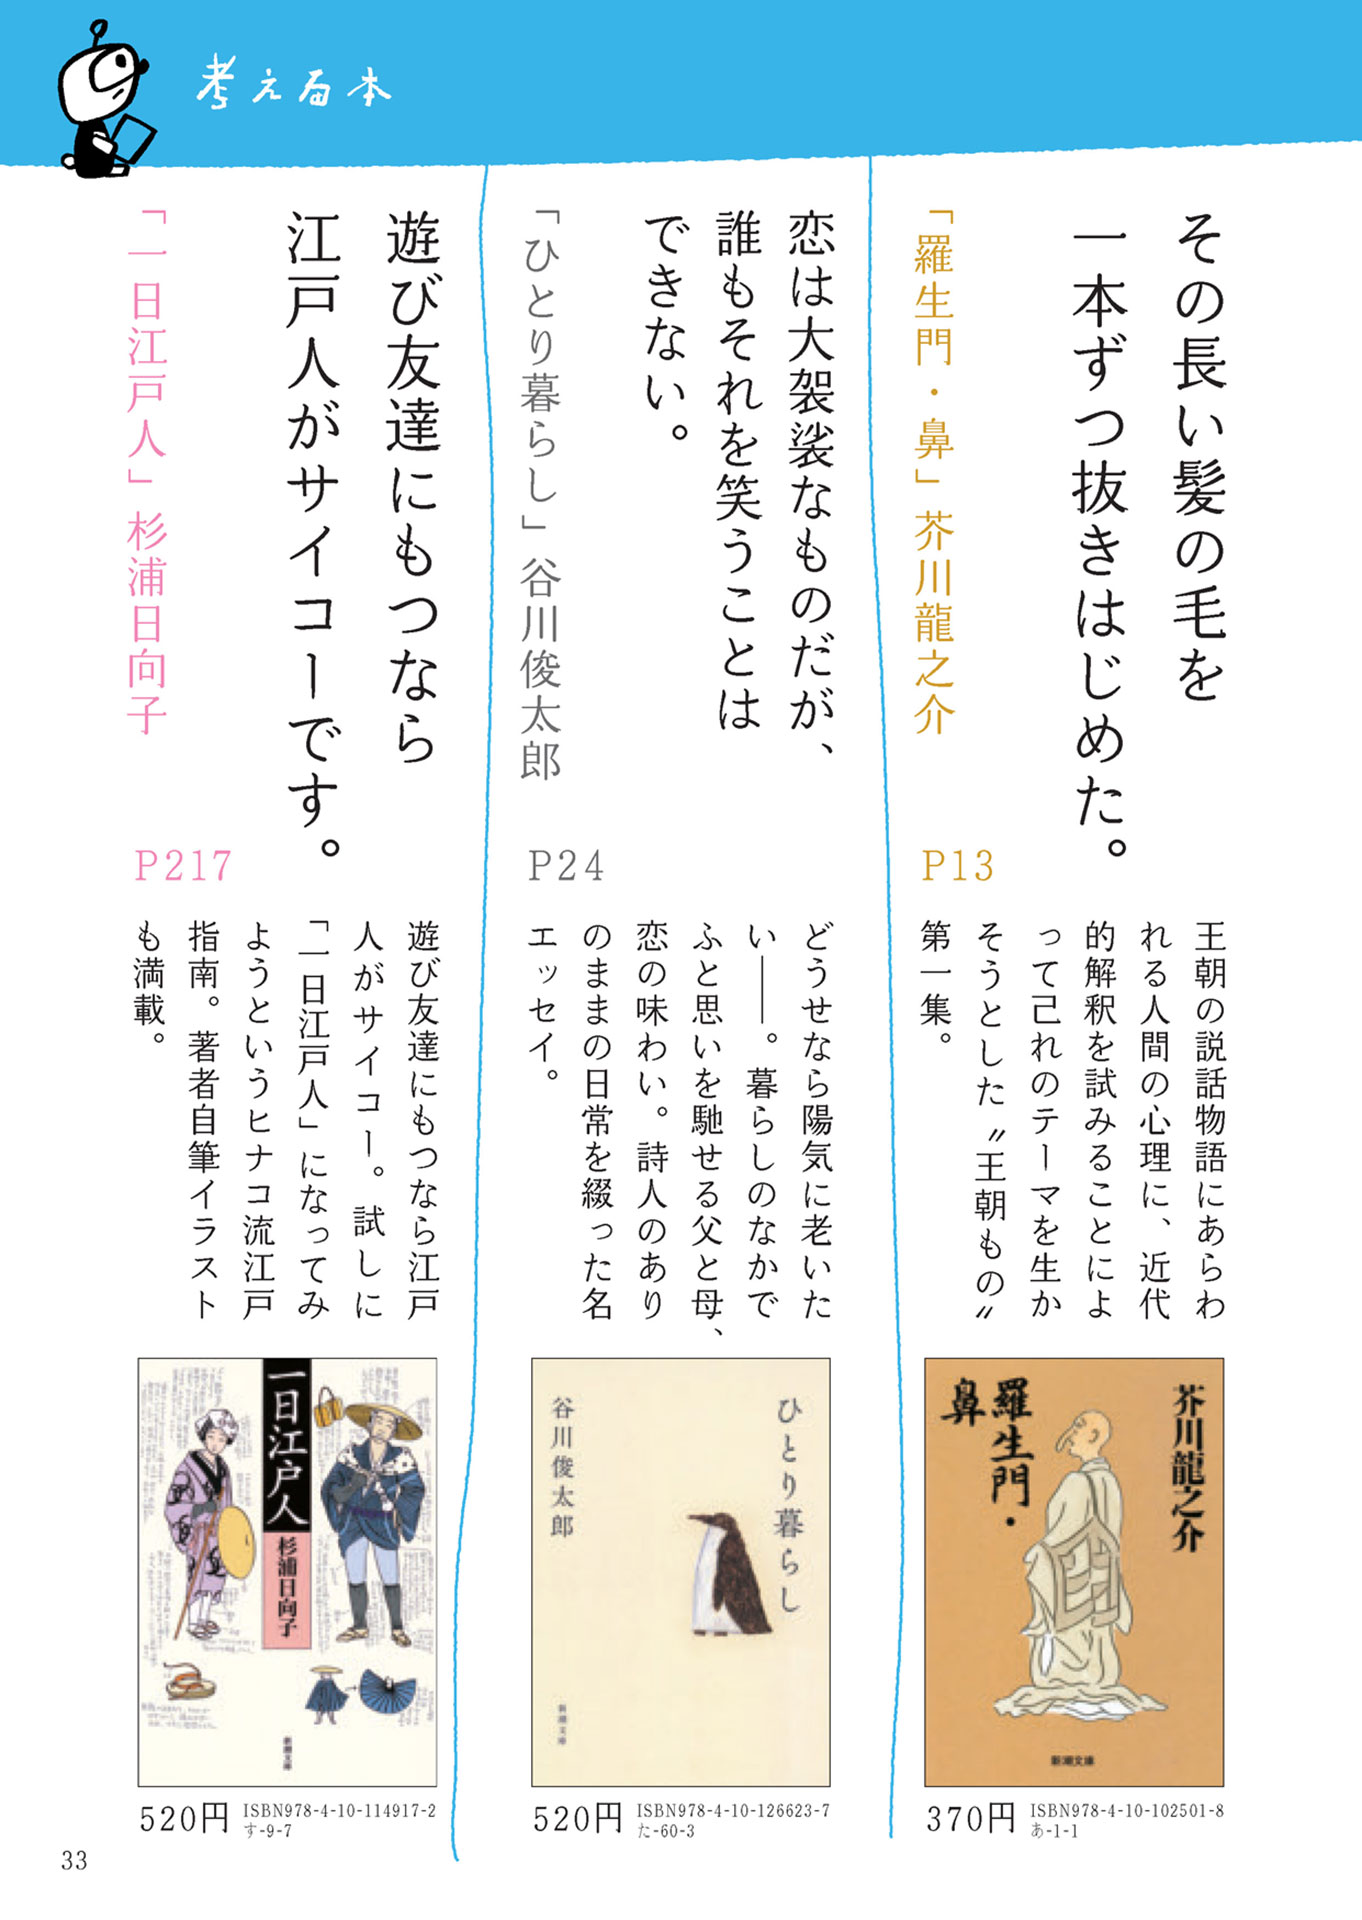 考える本
その長い髪の毛を
一本ずつ抜きはじめた。
「羅生門・鼻」芥川龍之介
P13
王朝の説話物語にあらわ
れる人間の心理に、近代
的解釈を試みることによ
って己れのテーマを生か
そうとした〝王朝もの〟
第一集。
芥川龍之介
羅生門・
鼻
新潮文庫
370円
ISBN978-4-10-102501-8
あ-1-1
恋は大袈裟なものだが、
誰もそれを笑うことは
できない。
「ひとり暮らし」谷川俊太郎
P24
どうせなら陽気に老いた
い――。暮らしのなかで
ふと思いを馳せる父と母、
恋の味わい。詩人のあり
のままの日常を綴った名
エッセイ。
ひとり暮らし
谷川俊太郎
新潮文庫
520円
ISBN978-4-10-126623-7
た-60-3
遊び友達にもつなら
江戸人がサイコーです。
「一日江戸人」杉浦日向子
P217
遊び友達にもつなら江戸
人がサイコー。試しに
「一日江戸人」になってみ
ようというヒナコ流江戸
指南。著者自筆イラスト
も満載。
一日江戸人
杉浦日向子
新潮文庫
520円
ISBN978-4-10-114917-2
す-9-7
33